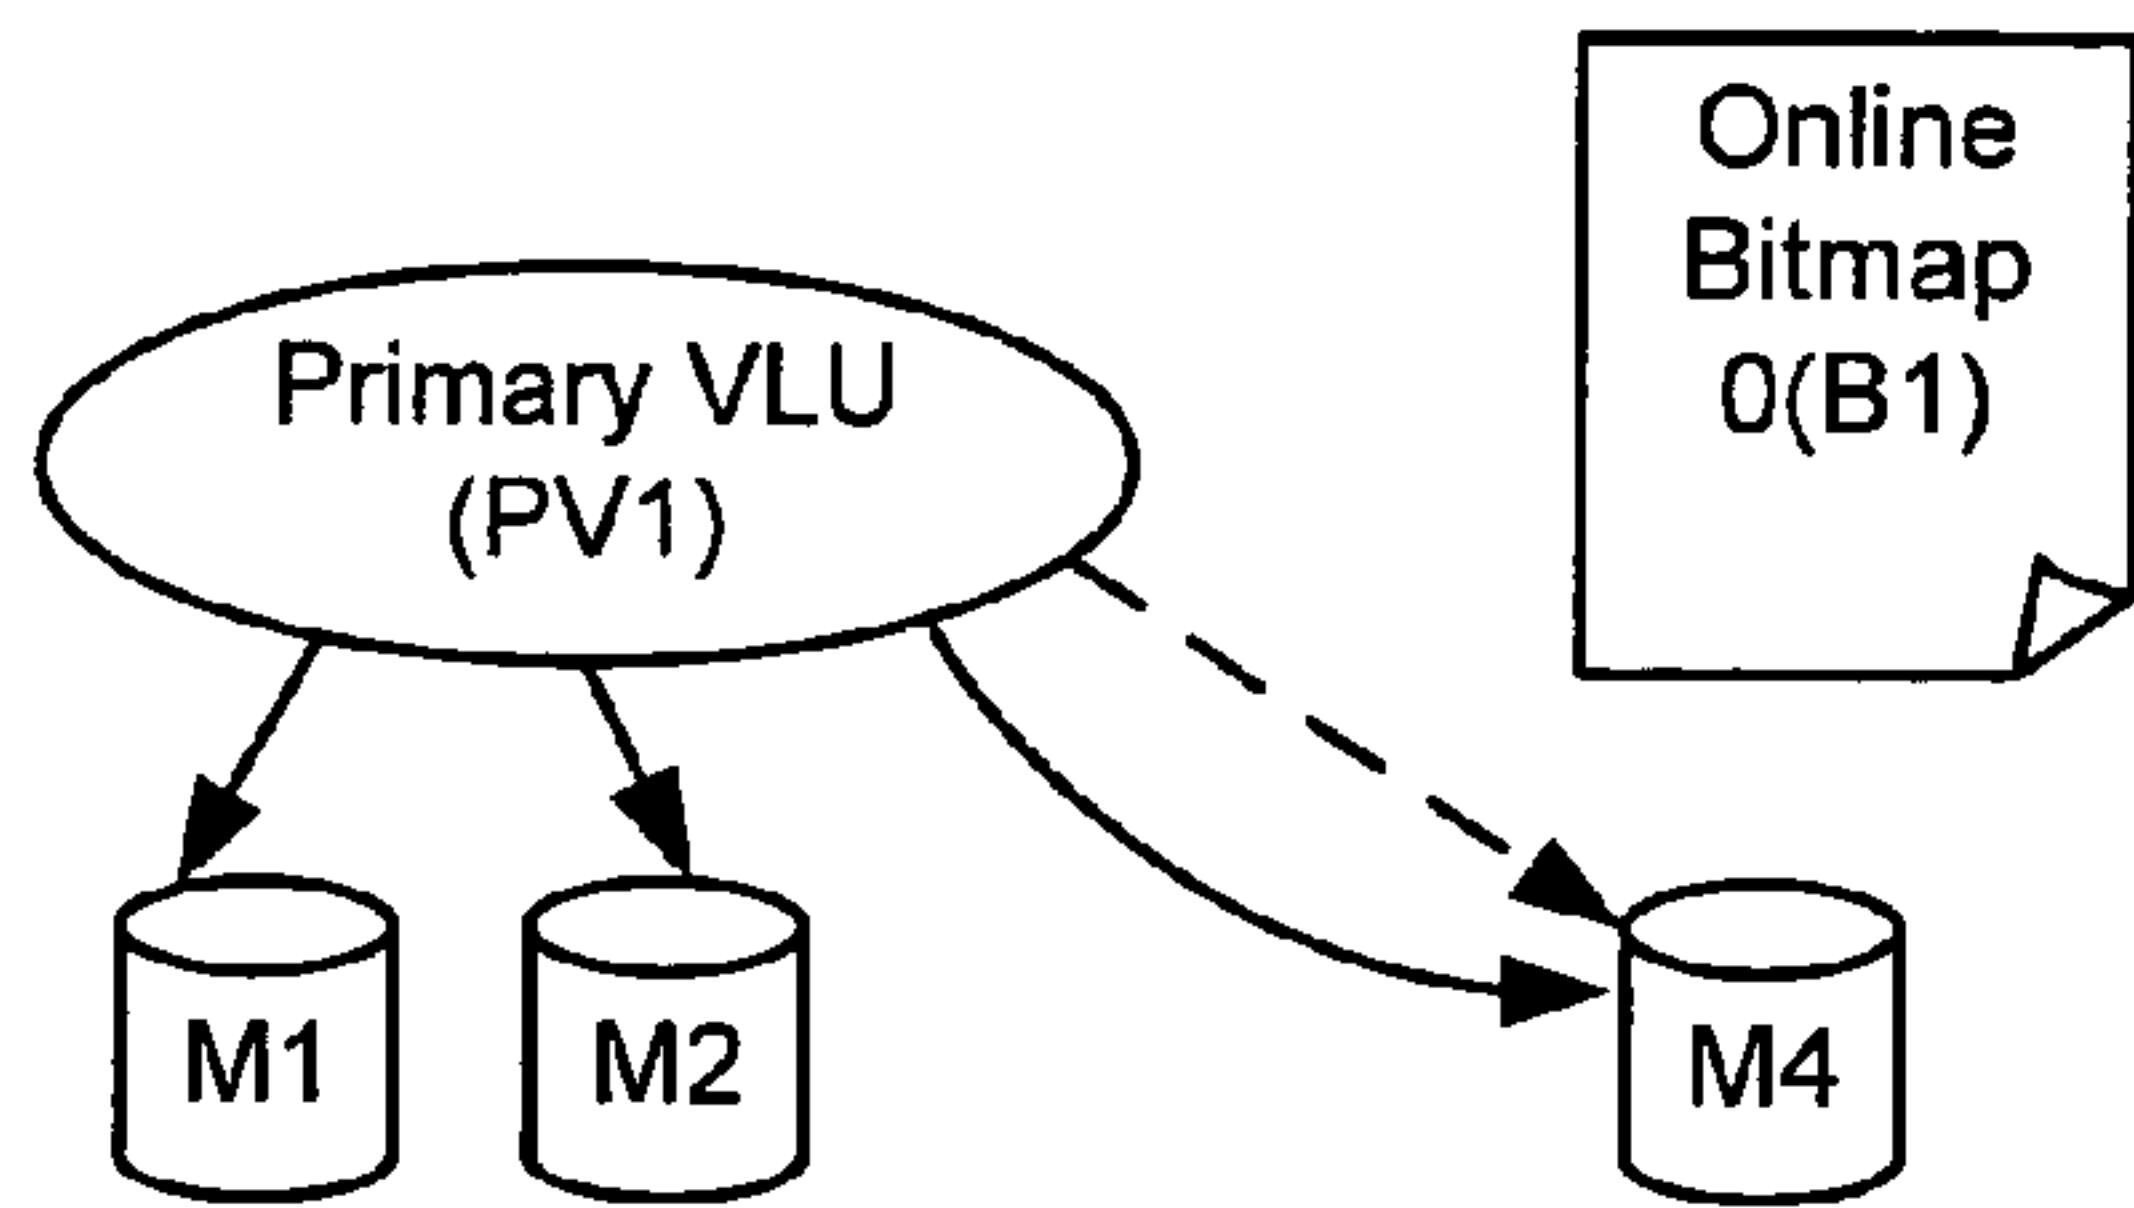 Online
Bitmap
0(B1)
Primary VLU
(PV1)
M1
M2
M4